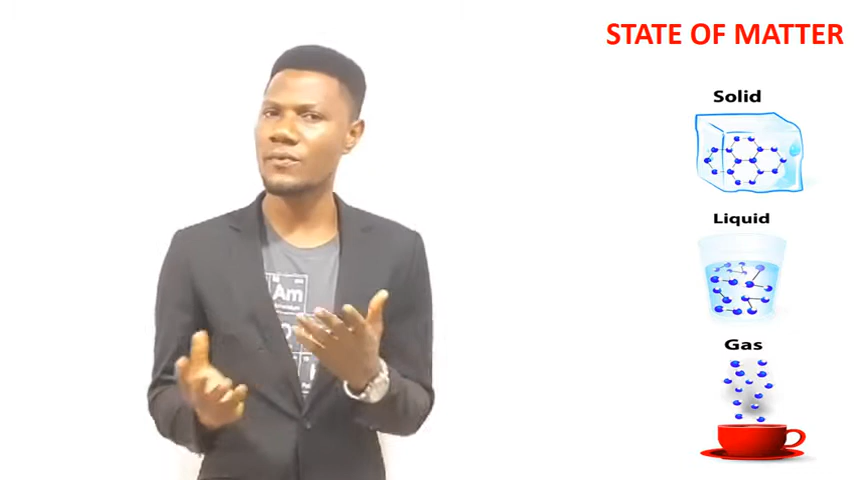 STATE OF MATTER
Solid
Am
Liquid
Gas